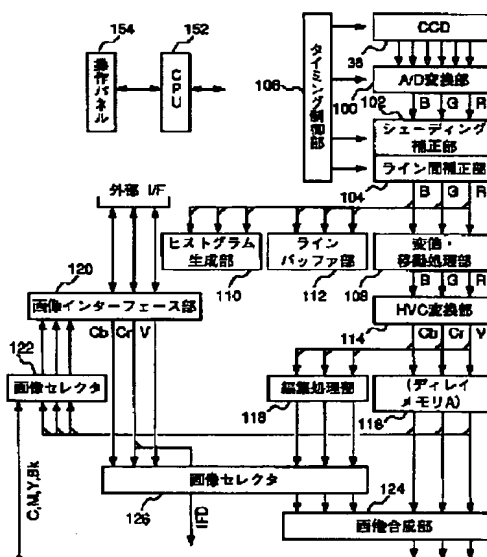 154
152
操作パネル
CPU
106
タイミング制御部
CCD
36
A/D変換部
100
102
B G R
シェーディング
補正部
ライン間補正部
104
B G R
外部 I/F
ヒストグラム
生成部
110
ライン
バッファ部
112
変倍・
移動処理部
108
B G R
120
画像インターフェース部
HVC変換部
114
Cb Cr V
Cb Cr V
122
画像セレクタ
編集処理部
118
(ディレイ
メモリA)
116
C,M,Y,Bk
画像セレクタ
126
IFD
124
画像合成部